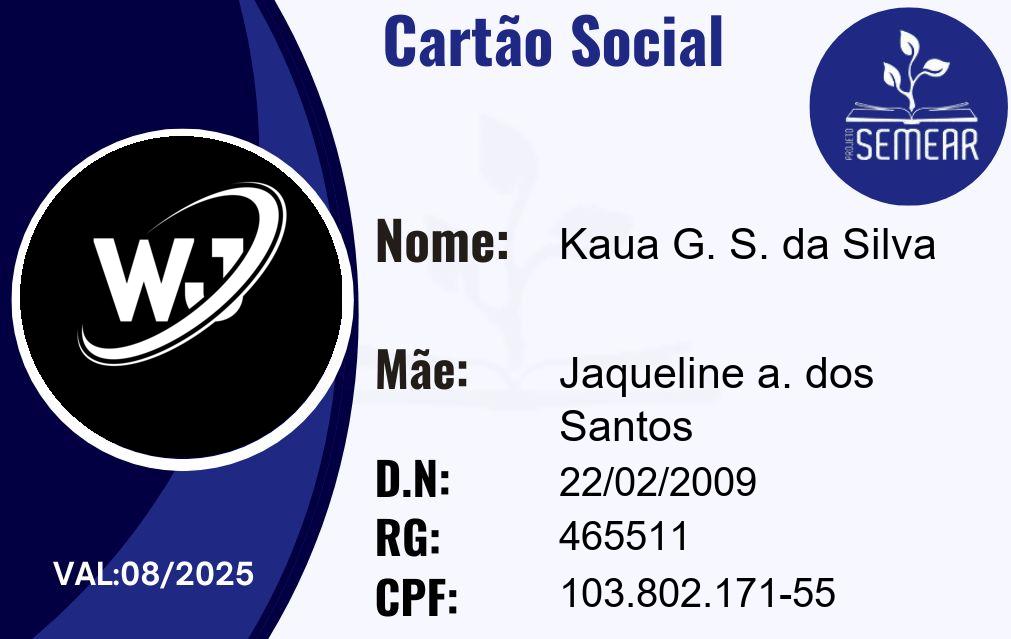 Cartão Social
PROJETO
SEMEAR
WJ
Nome: Kaua G. S. da Silva
Mãe: Jaqueline a. dos
Santos
D.N: 22/02/2009
RG: 465511
CPF: 103.802.171-55
VAL:08/2025